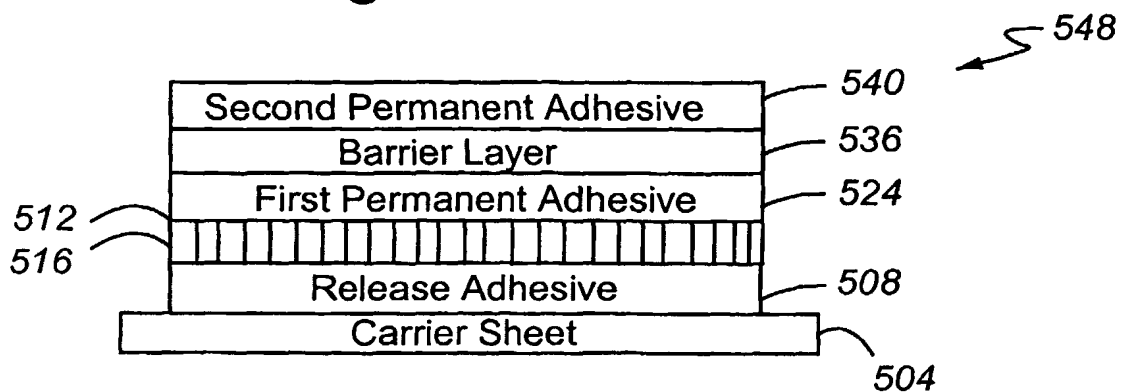 548
Second Permanent Adhesive 540
Barrier Layer 536
First Permanent Adhesive 524
512
516
Release Adhesive 508
Carrier Sheet
504